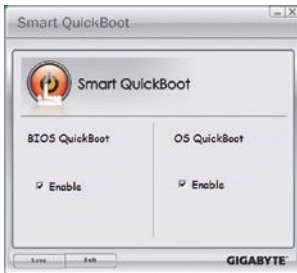 Smart QuickBoot
Smart QuickBoot
BIOS QuickBoot
OS QuickBoot
Enable
Enable
Save
Exit
GIGABYTE